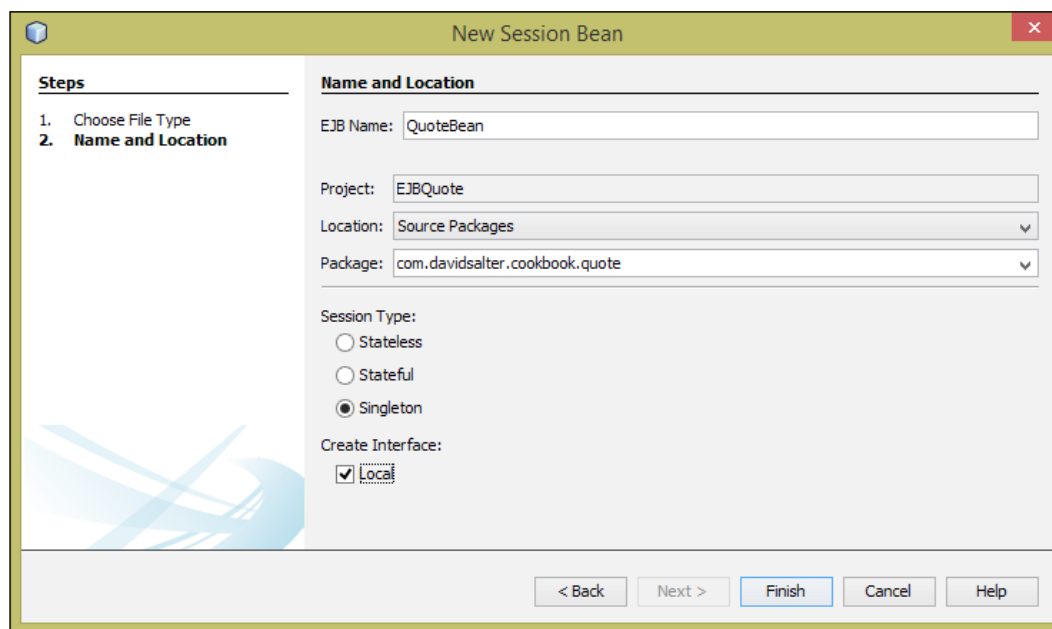 New Session Bean
Steps
1. Choose File Type
2. Name and Location
Name and Location
EJB Name: QuoteBean
Project: EJBQuote
Location: Source Packages
Package: com.davidsalter.cookbook.quote
Session Type:
Stateless
Stateful
Singleton
Create Interface:
Local
< Back Next > Finish Cancel Help